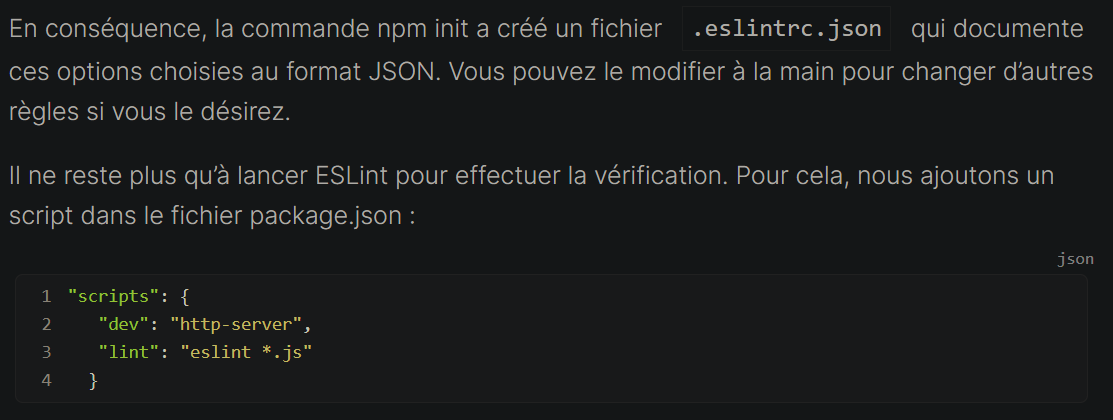 En conséquence, la commande npm init a créé un fichier .eslintrc.json qui documente
ces options choisies au format JSON. Vous pouvez le modifier à la main pour changer d’autres
règles si vous le désirez.
Il ne reste plus qu’à lancer ESLint pour effectuer la vérification. Pour cela, nous ajoutons un
script dans le fichier package.json :
json
1 "scripts": {
2 "dev": "http-server",
3 "lint": "eslint *.js"
4 }